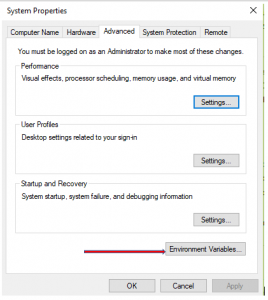 System Properties
Computer Name Hardware Advanced System Protection Remote
You must be logged on as an Administrator to make most of these changes.
Performance
Visual effects, processor scheduling, memory usage, and virtual memory
Settings...
User Profiles
Desktop settings related to your sign-in
Settings...
Startup and Recovery
System startup, system failure, and debugging information
Settings...
Environment Variables...
OK Cancel Apply